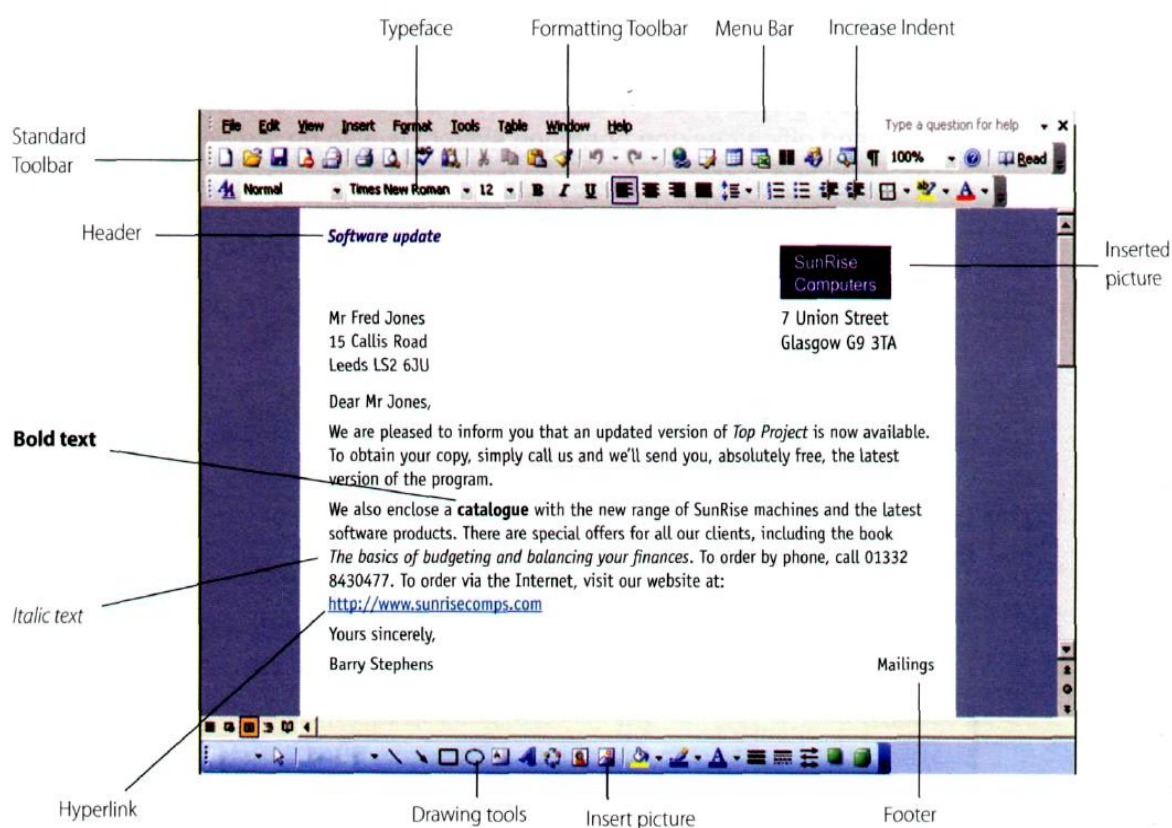 Typeface
Formatting Toolbar
Menu Bar
Increase Indent
Standard
Toolbar
File Edit View Insert Format Tools Table Window Help
Type a question for help
100%
Read
Normal
Times New Roman
12
B I U
Header
Software update
SunRise
Computers
Inserted
picture
Mr Fred Jones
15 Callis Road
Leeds LS2 6JU
7 Union Street
Glasgow G9 3TA
Dear Mr Jones,
Bold text
We are pleased to inform you that an updated version of Top Project is now available.
To obtain your copy, simply call us and we'll send you, absolutely free, the latest
version of the program.
We also enclose a catalogue with the new range of SunRise machines and the latest
software products. There are special offers for all our clients, including the book
The basics of budgeting and balancing your finances. To order by phone, call 01332
8430477. To order via the Internet, visit our website at:
http://www.sunrisecomps.com
Italic text
Yours sincerely,
Barry Stephens
Mailings
Hyperlink
Drawing tools
Insert picture
Footer